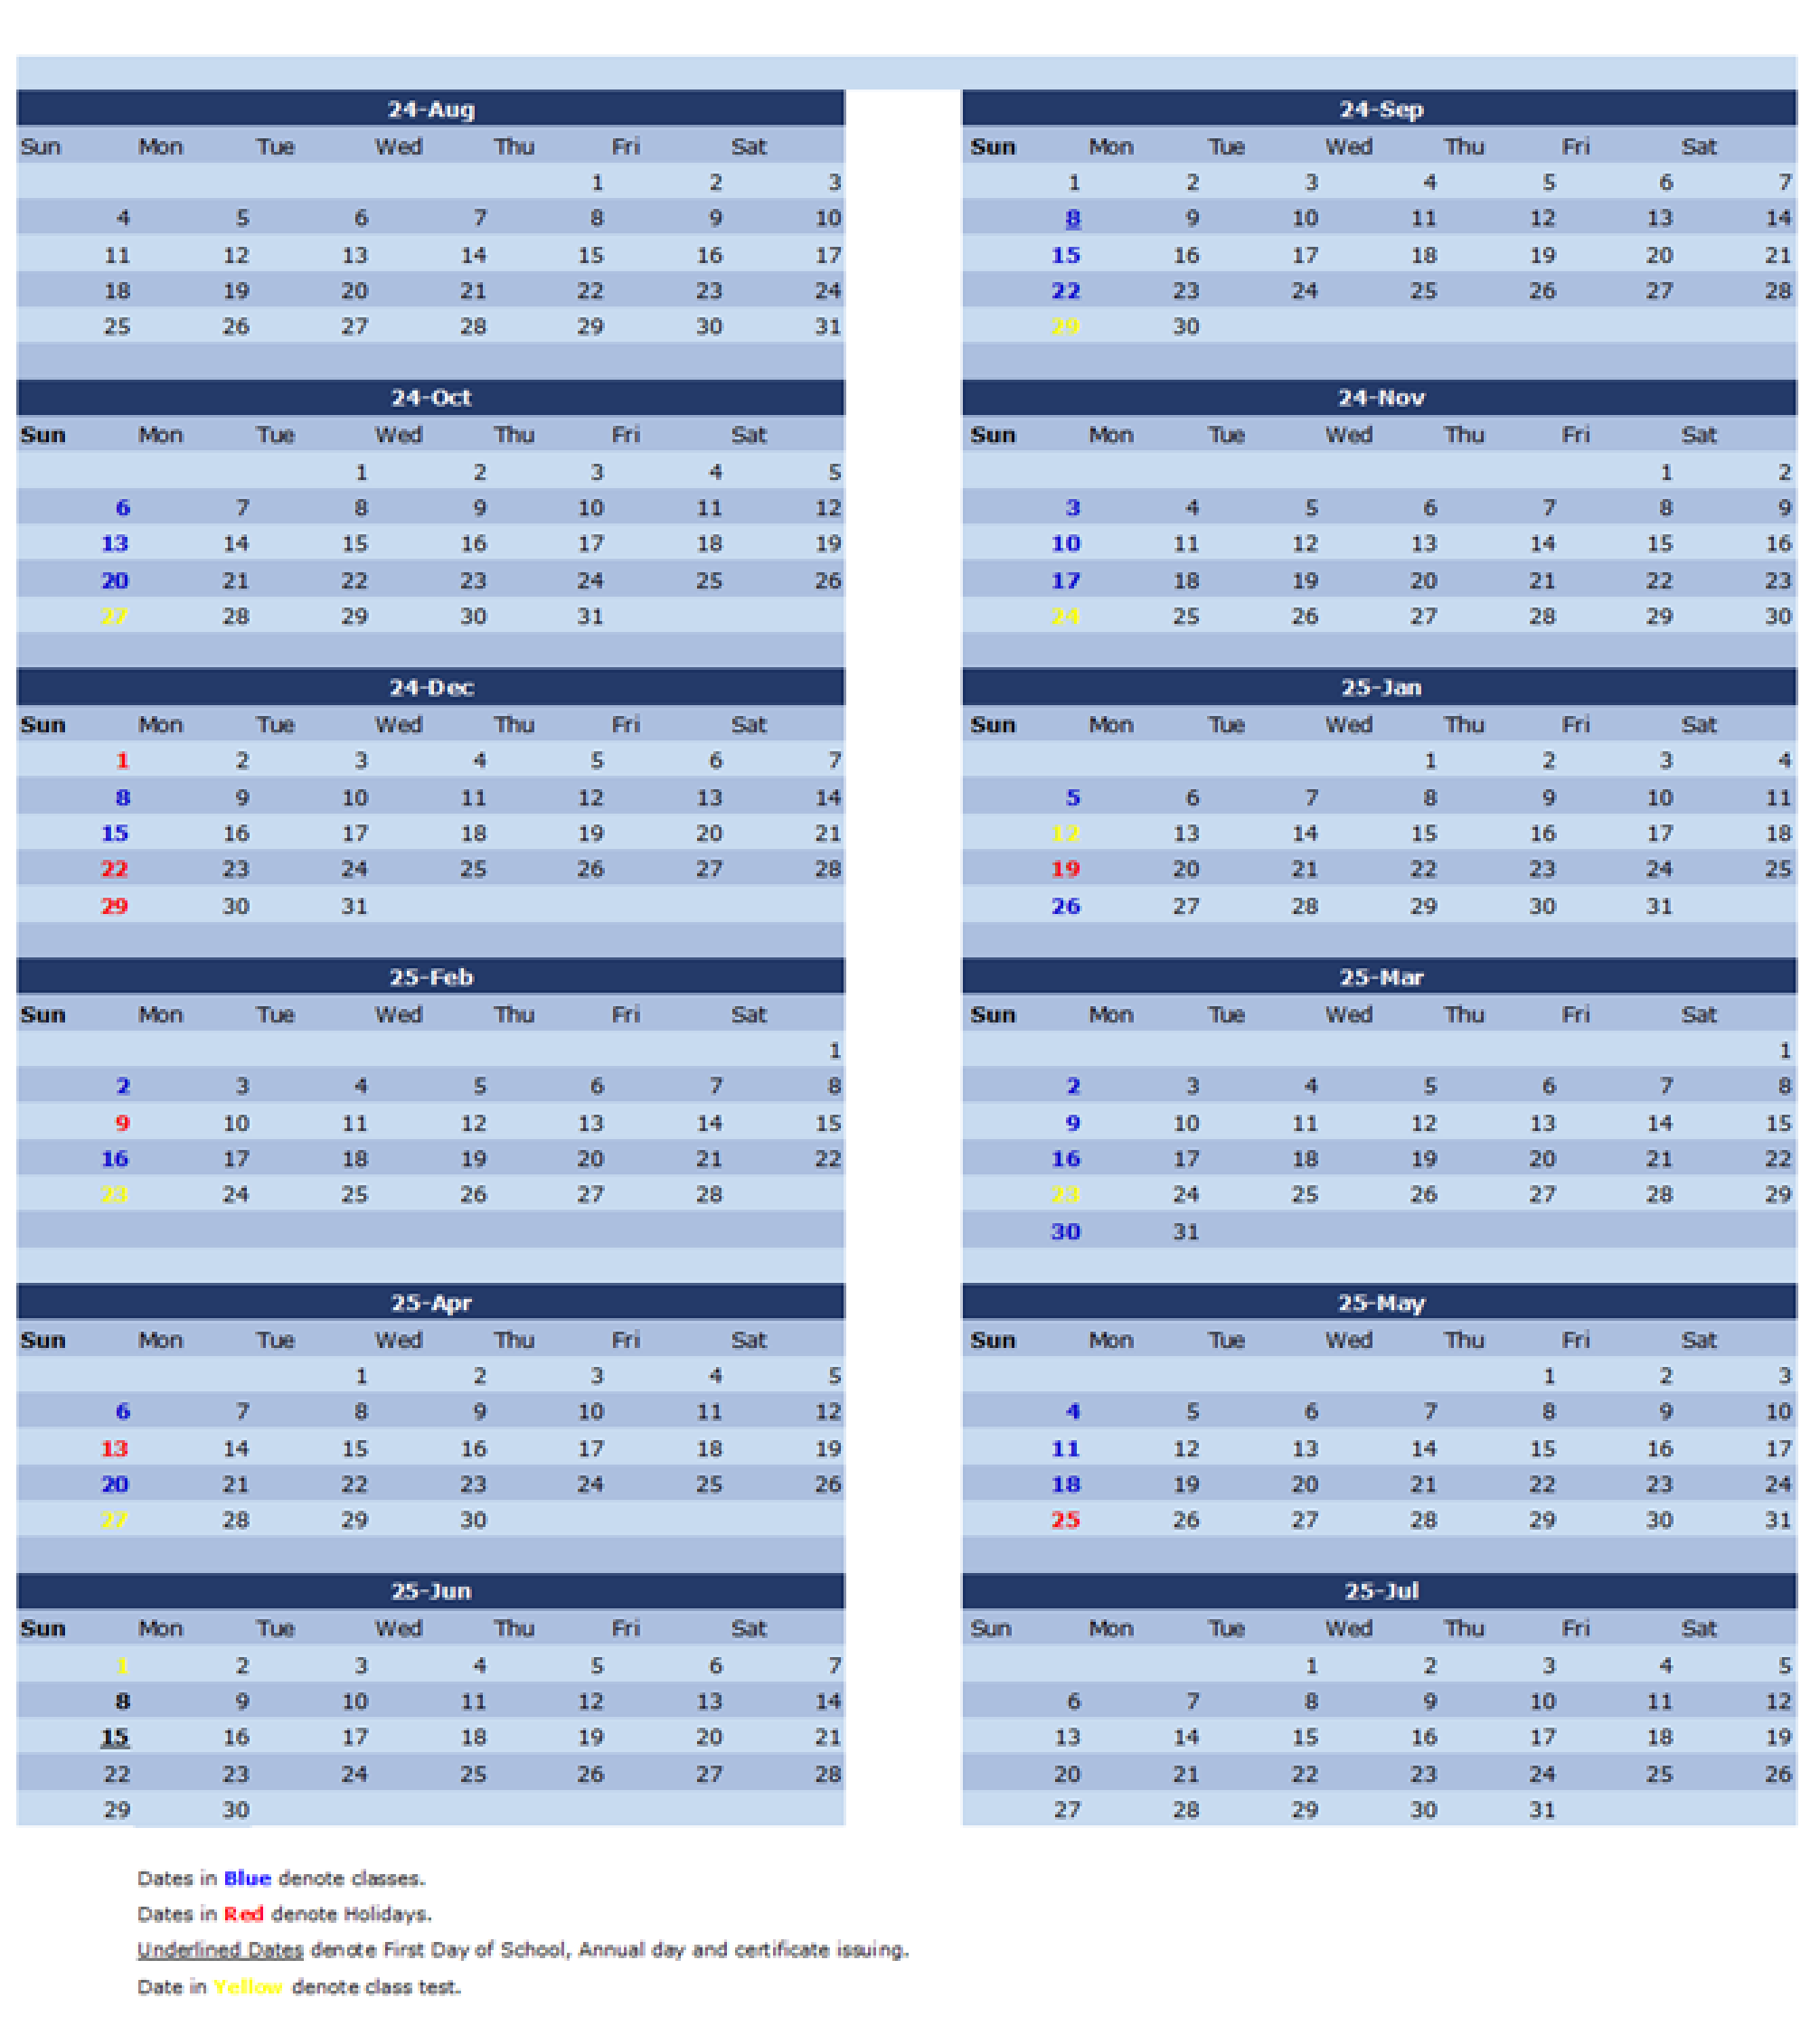 24-Aug
Sun Mon Tue Wed Thu Fri Sat
1 2 3
4 5 6 7 8 9 10
11 12 13 14 15 16 17
18 19 20 21 22 23 24
25 26 27 28 29 30 31
24-Sep
Sun Mon Tue Wed Thu Fri Sat
1 2 3 4 5 6 7
8 9 10 11 12 13 14
15 16 17 18 19 20 21
22 23 24 25 26 27 28
29 30
24-Oct
Sun Mon Tue Wed Thu Fri Sat
1 2 3 4 5
6 7 8 9 10 11 12
13 14 15 16 17 18 19
20 21 22 23 24 25 26
27 28 29 30 31
24-Nov
Sun Mon Tue Wed Thu Fri Sat
1 2
3 4 5 6 7 8 9
10 11 12 13 14 15 16
17 18 19 20 21 22 23
24 25 26 27 28 29 30
24-Dec
Sun Mon Tue Wed Thu Fri Sat
1 2 3 4 5 6 7
8 9 10 11 12 13 14
15 16 17 18 19 20 21
22 23 24 25 26 27 28
29 30 31
25-Jan
Sun Mon Tue Wed Thu Fri Sat
1 2 3 4
5 6 7 8 9 10 11
12 13 14 15 16 17 18
19 20 21 22 23 24 25
26 27 28 29 30 31
25-Feb
Sun Mon Tue Wed Thu Fri Sat
1
2 3 4 5 6 7 8
9 10 11 12 13 14 15
16 17 18 19 20 21 22
23 24 25 26 27 28
25-Mar
Sun Mon Tue Wed Thu Fri Sat
1
2 3 4 5 6 7 8
9 10 11 12 13 14 15
16 17 18 19 20 21 22
23 24 25 26 27 28 29
30 31
25-Apr
Sun Mon Tue Wed Thu Fri Sat
1 2 3 4 5
6 7 8 9 10 11 12
13 14 15 16 17 18 19
20 21 22 23 24 25 26
27 28 29 30
25-May
Sun Mon Tue Wed Thu Fri Sat
1 2 3
4 5 6 7 8 9 10
11 12 13 14 15 16 17
18 19 20 21 22 23 24
25 26 27 28 29 30 31
25-Jun
Sun Mon Tue Wed Thu Fri Sat
1 2 3 4 5 6 7
8 9 10 11 12 13 14
15 16 17 18 19 20 21
22 23 24 25 26 27 28
29 30
25-Jul
Sun Mon Tue Wed Thu Fri Sat
1 2 3 4 5
6 7 8 9 10 11 12
13 14 15 16 17 18 19
20 21 22 23 24 25 26
27 28 29 30 31
Dates in Blue denote classes.
Dates in Red denote Holidays.
Underlined Dates denote First Day of School, Annual day and certificate issuing.
Date in Yellow denote class test.